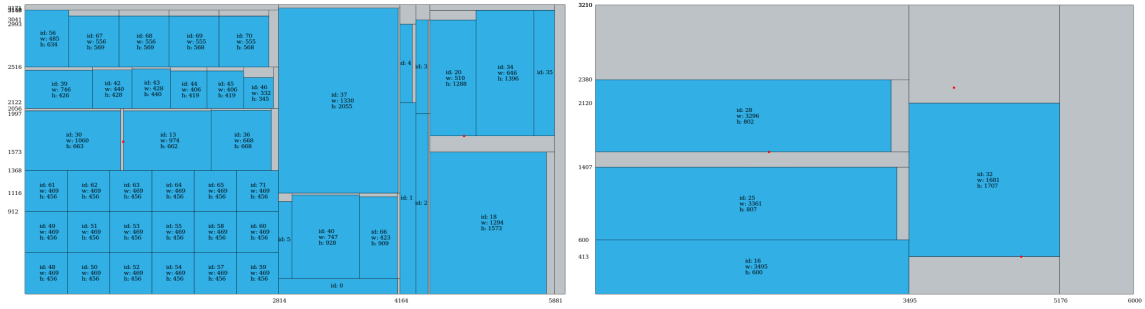 3041
2993
2516
2122
2056
1997
1573
1368
1116
912
id: 56
w: 485
h: 634
id: 67
w: 556
h: 569
id: 68
w: 556
h: 569
id: 69
w: 555
h: 568
id: 70
w: 555
h: 568
id: 39
w: 746
h: 426
id: 42
w: 440
h: 428
id: 43
w: 428
h: 440
id: 44
w: 406
h: 419
id: 45
w: 406
h: 419
id: 46
w: 332
h: 345
id: 30
w: 1060
h: 663
id: 13
w: 974
h: 662
id: 36
w: 668
h: 668
id: 61
w: 469
h: 456
id: 62
w: 469
h: 456
id: 63
w: 469
h: 456
id: 64
w: 469
h: 456
id: 65
w: 469
h: 456
id: 71
w: 469
h: 456
id: 49
w: 469
h: 456
id: 51
w: 469
h: 456
id: 53
w: 469
h: 456
id: 55
w: 469
h: 456
id: 58
w: 469
h: 456
id: 60
w: 469
h: 456
id: 48
w: 469
h: 456
id: 50
w: 469
h: 456
id: 52
w: 469
h: 456
id: 54
w: 469
h: 456
id: 57
w: 469
h: 456
id: 59
w: 469
h: 456
id: 37
w: 1330
h: 2055
id: 5
id: 40
w: 747
h: 928
id: 66
w: 423
h: 909
id: 4
id: 3
id: 1
id: 2
id: 20
w: 510
h: 1288
id: 34
w: 646
h: 1396
id: 35
id: 18
w: 1294
h: 1573
2814
4164
5881
3210
2380
2120
1407
600
413
id: 28
w: 3296
h: 802
id: 25
w: 3361
h: 807
id: 16
w: 3495
h: 600
id: 32
w: 1681
h: 1707
3495
5176
6000